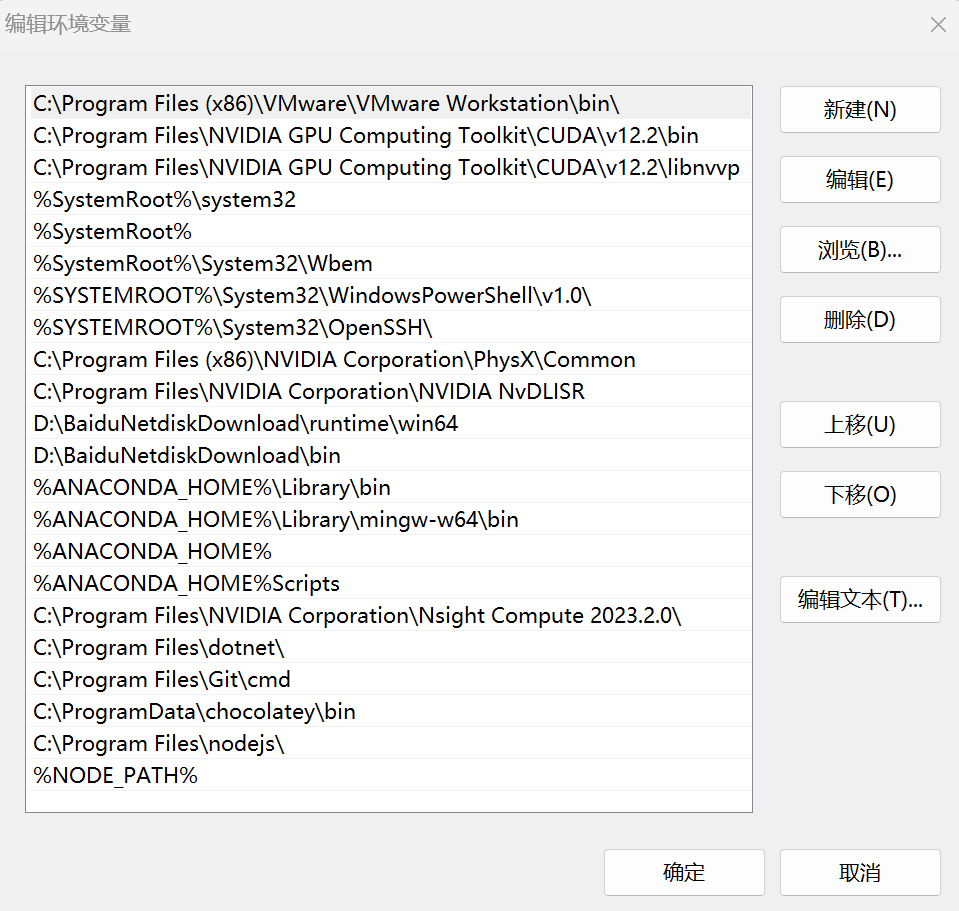 编辑环境变量
C:\Program Files (x86)\VMware\VMware Workstation\bin\
C:\Program Files\NVIDIA GPU Computing Toolkit\CUDA\v12.2\bin
C:\Program Files\NVIDIA GPU Computing Toolkit\CUDA\v12.2\libnvvp
%SystemRoot%\system32
%SystemRoot%
%SystemRoot%\System32\Wbem
%SYSTEMROOT%\System32\WindowsPowerShell\v1.0\
%SYSTEMROOT%\System32\OpenSSH\
C:\Program Files (x86)\NVIDIA Corporation\PhysX\Common
C:\Program Files\NVIDIA Corporation\NVIDIA NvDLISR
D:\BaiduNetdiskDownload\runtime\win64
D:\BaiduNetdiskDownload\bin
%ANACONDA_HOME%\Library\bin
%ANACONDA_HOME%\Library\mingw-w64\bin
%ANACONDA_HOME%
%ANACONDA_HOME%Scripts
C:\Program Files\NVIDIA Corporation\Nsight Compute 2023.2.0\
C:\Program Files\dotnet\
C:\Program Files\Git\cmd
C:\ProgramData\chocolatey\bin
C:\Program Files\nodejs\
%NODE_PATH%
新建(N)
编辑(E)
浏览(B)...
删除(D)
上移(U)
下移(O)
编辑文本(T)...
确定
取消